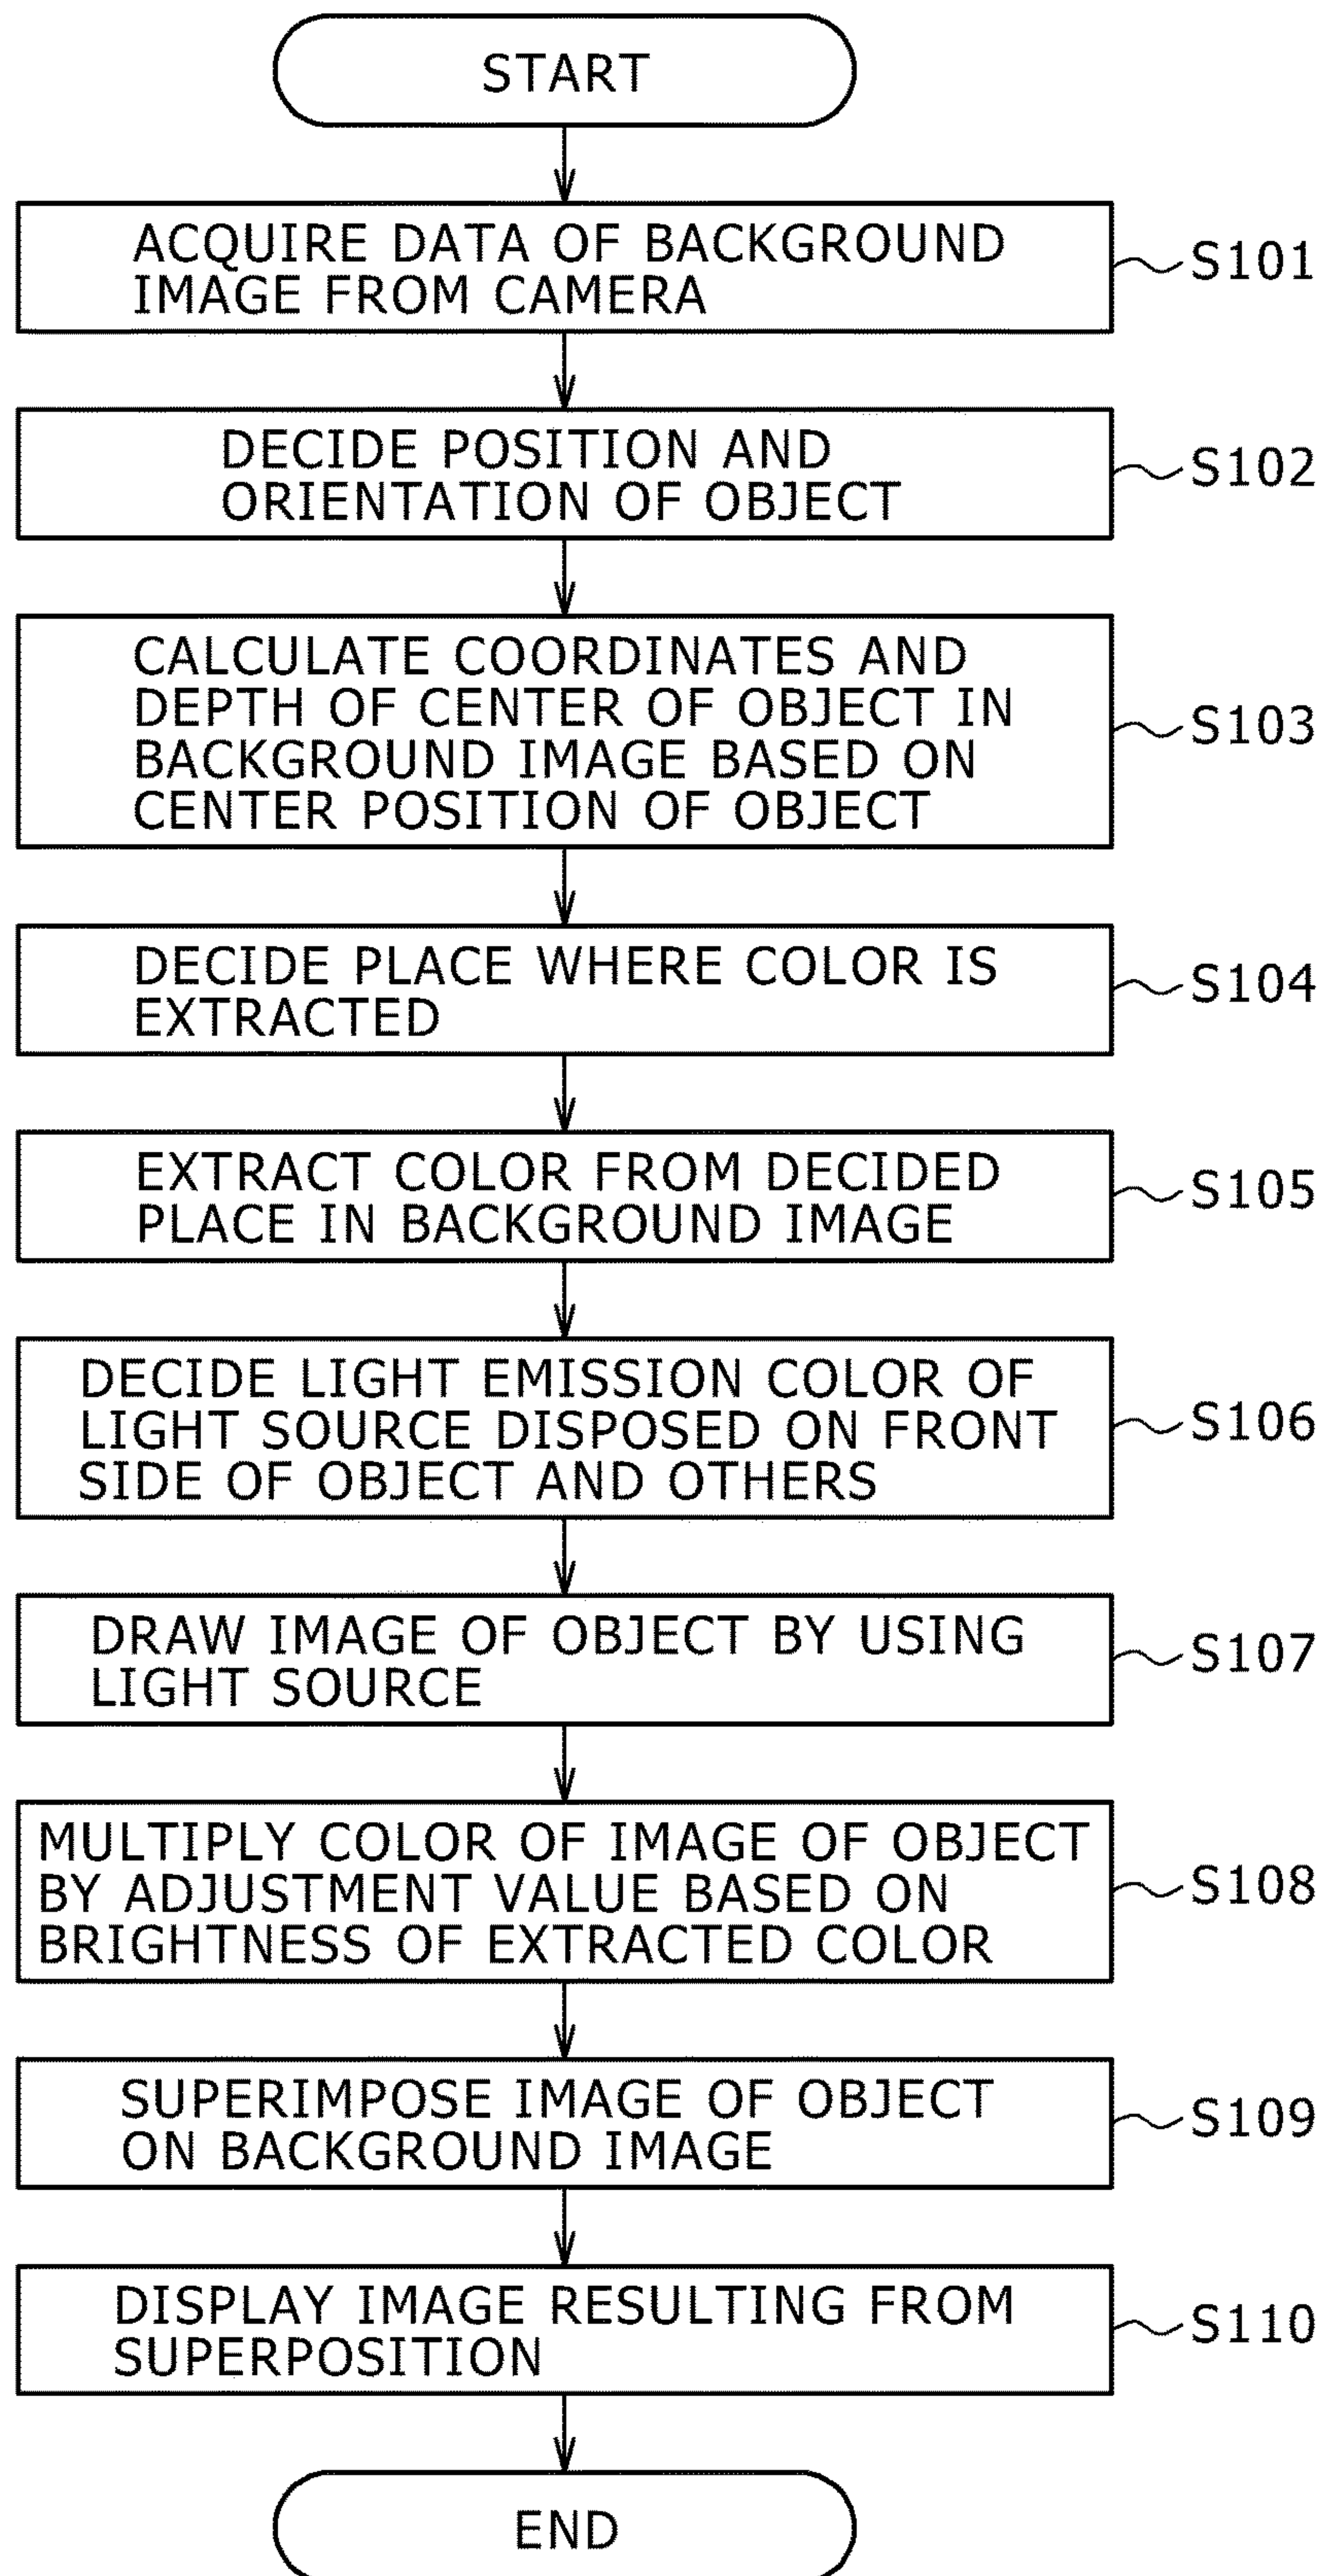 START
ACQUIRE DATA OF BACKGROUND
IMAGE FROM CAMERA
S101
DECIDE POSITION AND
ORIENTATION OF OBJECT
S102
CALCULATE COORDINATES AND
DEPTH OF CENTER OF OBJECT IN
BACKGROUND IMAGE BASED ON
CENTER POSITION OF OBJECT
S103
DECIDE PLACE WHERE COLOR IS
EXTRACTED
S104
EXTRACT COLOR FROM DECIDED
PLACE IN BACKGROUND IMAGE
S105
DECIDE LIGHT EMISSION COLOR OF
LIGHT SOURCE DISPOSED ON FRONT
SIDE OF OBJECT AND OTHERS
S106
DRAW IMAGE OF OBJECT BY USING
LIGHT SOURCE
S107
MULTIPLY COLOR OF IMAGE OF OBJECT
BY ADJUSTMENT VALUE BASED ON
BRIGHTNESS OF EXTRACTED COLOR
S108
SUPERIMPOSE IMAGE OF OBJECT
ON BACKGROUND IMAGE
S109
DISPLAY IMAGE RESULTING FROM
SUPERPOSITION
S110
END